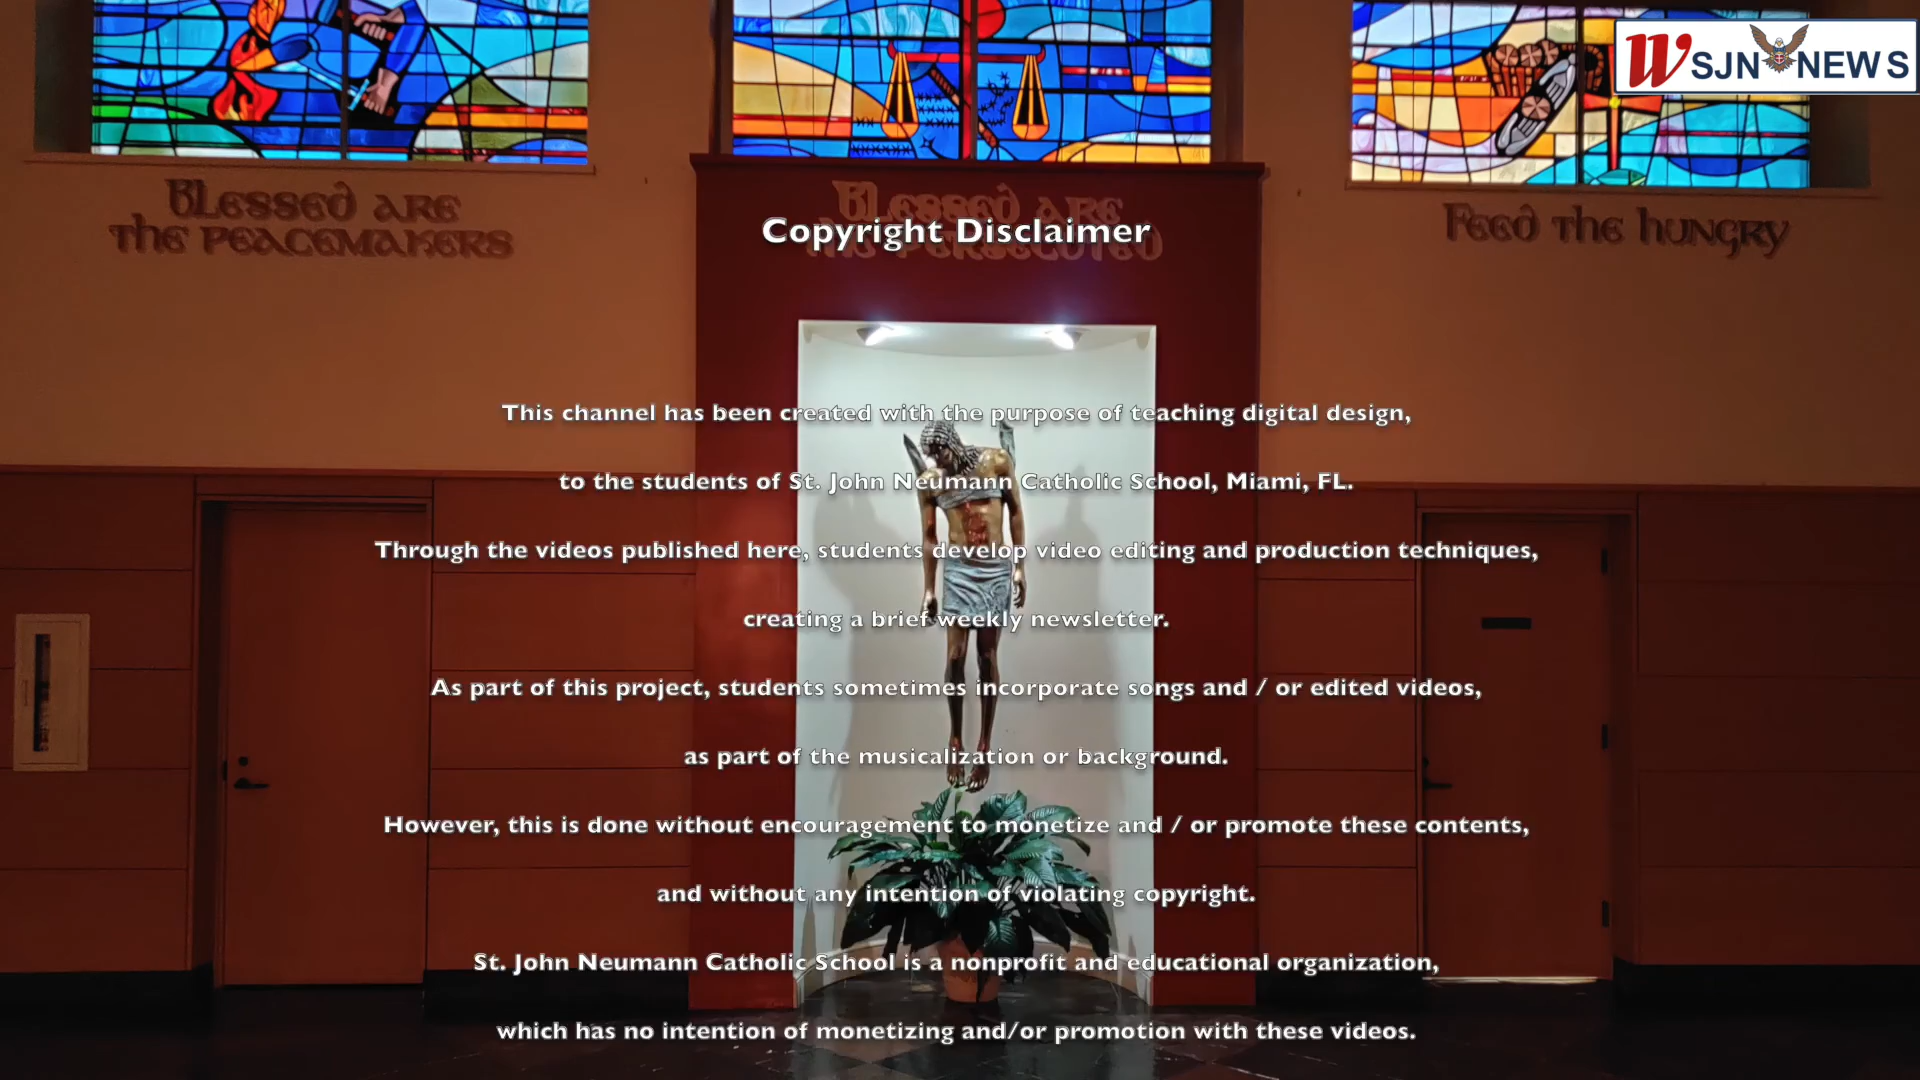 WSJN NEWS
BLESSED ARE
THE PEACEMAKERS
BLESSED ARE
THE PERSECUTED
FEED THE HUNGRY
Copyright Disclaimer
This channel has been created with the purpose of teaching digital design,
to the students of St. John Neumann Catholic School, Miami, FL.
Through the videos published here, students develop video editing and production techniques,
creating a brief weekly newsletter.
As part of this project, students sometimes incorporate songs and / or edited videos,
as part of the musicalization or background.
However, this is done without encouragement to monetize and / or promote these contents,
and without any intention of violating copyright.
St. John Neumann Catholic School is a nonprofit and educational organization,
which has no intention of monetizing and/or promotion with these videos.